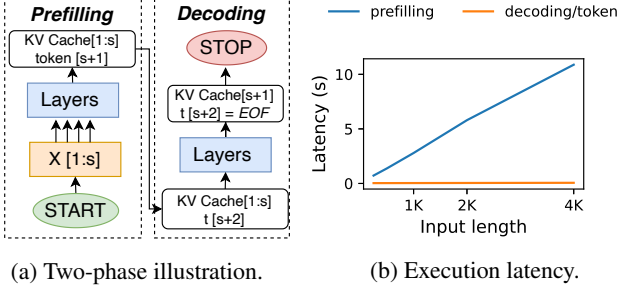 Prefilling
KV Cache[1:s]
token [s+1]
Layers
X [1:s]
START
Decoding
STOP
KV Cache[s+1]
t [s+2] = EOF
Layers
KV Cache[1:s]
t [s+2]
(a) Two-phase illustration.
prefilling
decoding/token
Latency (s)
10
5
0
1K
2K
4K
Input length
(b) Execution latency.